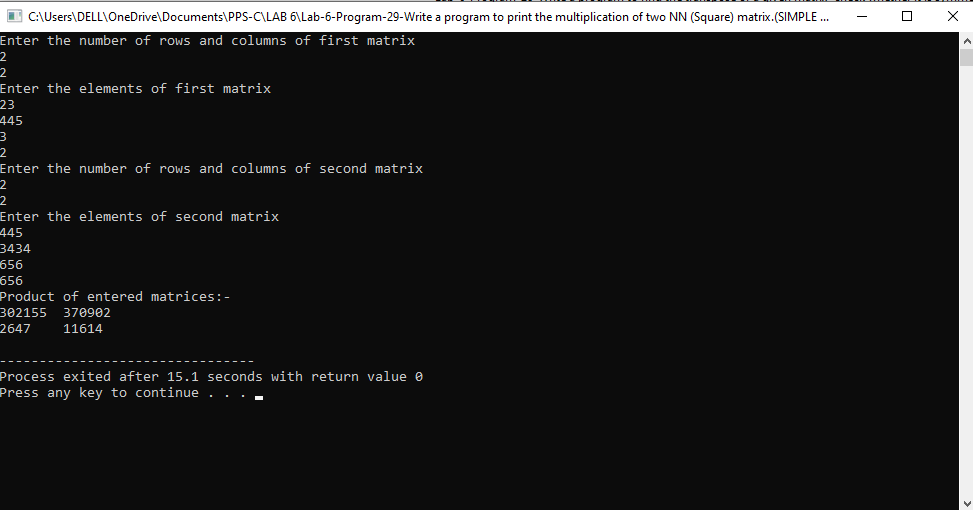 C:\Users\DELL\OneDrive\Documents\PPS-C\LAB 6\Lab-6-Program-29-Write a program to print the multiplication of two NN (Square) matrix.(SIMPLE ...
Enter the number of rows and columns of first matrix
2
2
Enter the elements of first matrix
23
445
3
2
Enter the number of rows and columns of second matrix
2
2
Enter the elements of second matrix
445
3434
656
656
Product of entered matrices:-
302155  370902
2647    11614
--------------------------------
Process exited after 15.1 seconds with return value 0
Press any key to continue . . .